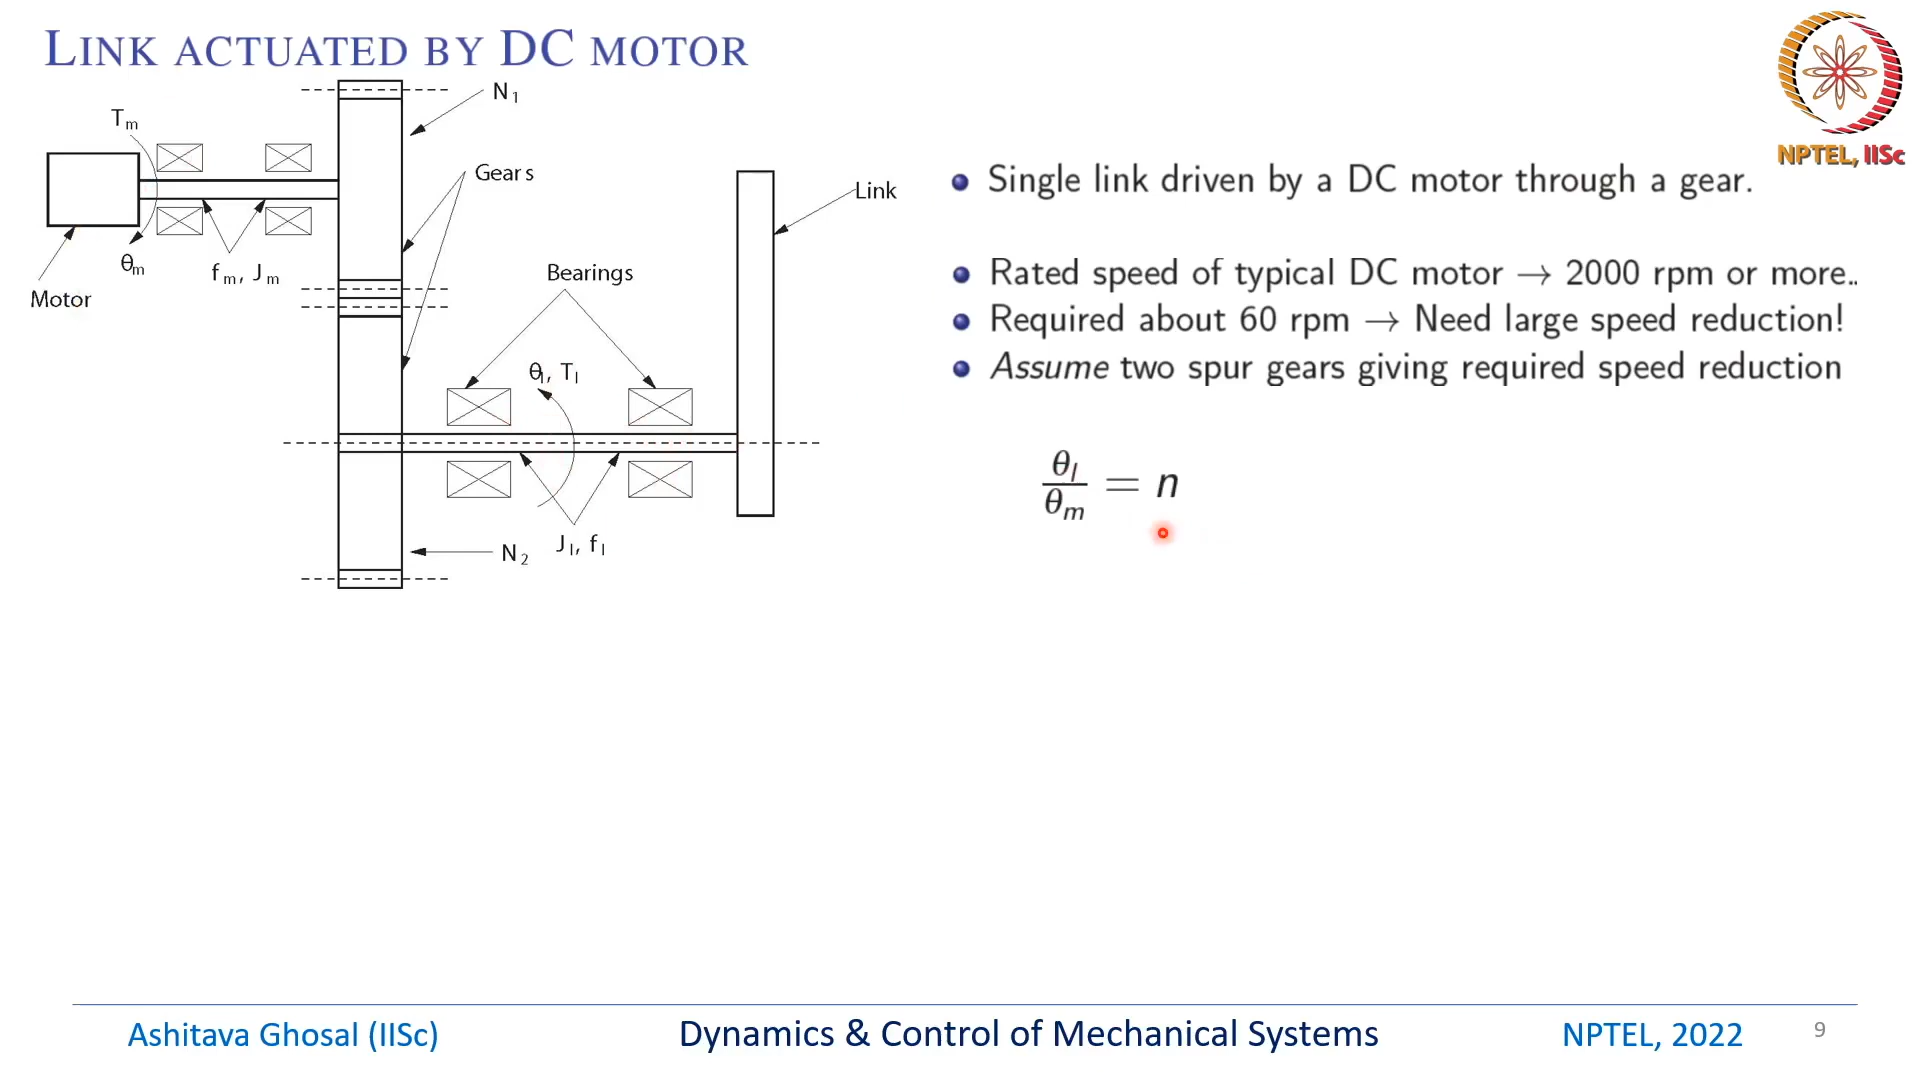 LINK ACTUATED BY DC MOTOR
N1
Tm
Gears
Link
θm
fm, Jm
Bearings
Motor
θl, Tl
N2
Jl, fl
NPTEL, IISc
Single link driven by a DC motor through a gear.
Rated speed of typical DC motor → 2000 rpm or more..
Required about 60 rpm → Need large speed reduction!
Assume two spur gears giving required speed reduction
θl/θm = n
Ashitava Ghosal (IISc)
Dynamics & Control of Mechanical Systems
NPTEL, 2022
9